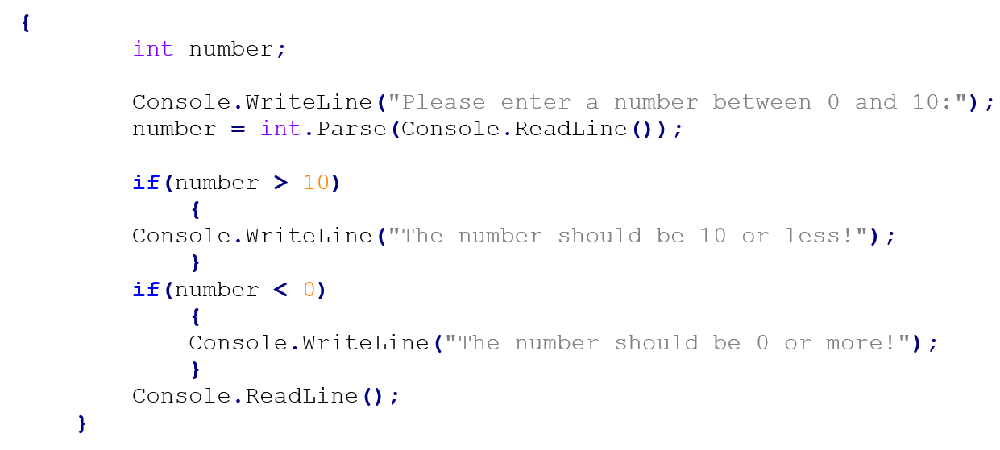 {
int number;
Console.WriteLine("Please enter a number between 0 and 10:");
number = int.Parse(Console.ReadLine());
if(number > 10)
{
Console.WriteLine("The number should be 10 or less!");
}
if(number < 0)
{
Console.WriteLine("The number should be 0 or more!");
}
Console.ReadLine();
}